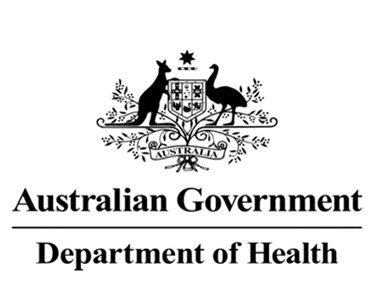 AUSTRALIA
Australian Government
Department of Health